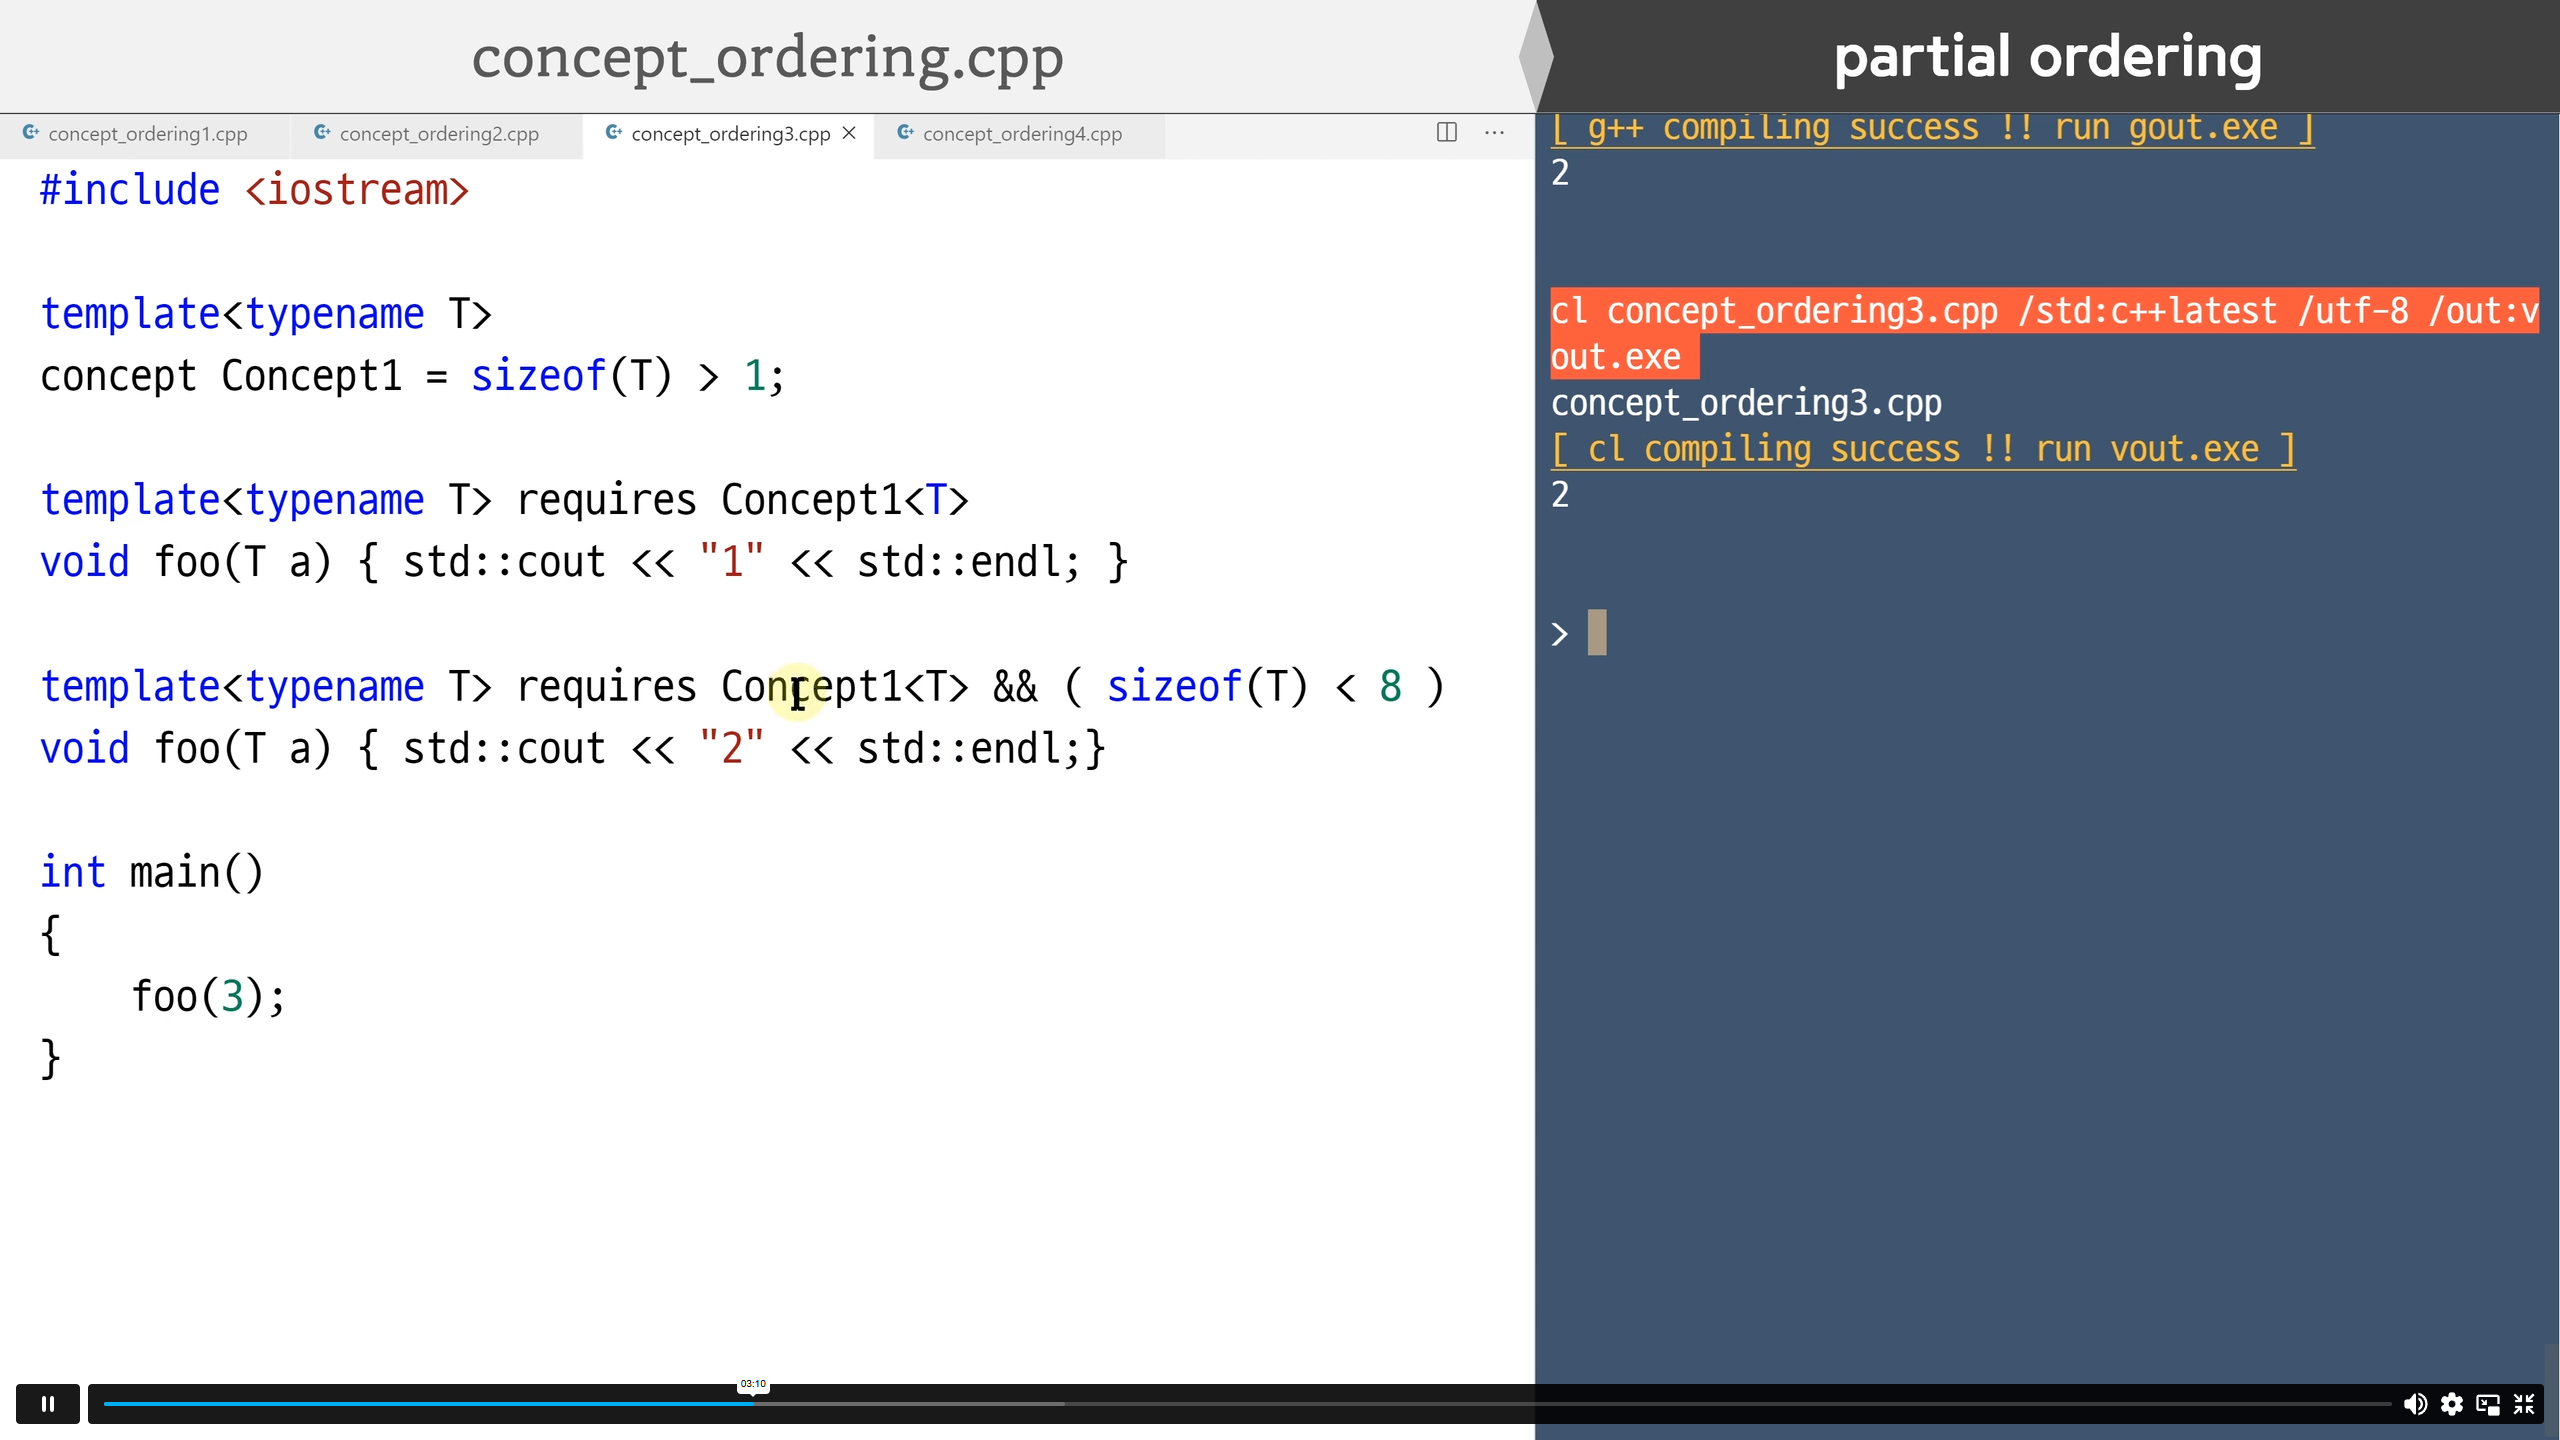 concept_ordering.cpp
partial ordering
concept_ordering1.cpp concept_ordering2.cpp concept_ordering3.cpp concept_ordering4.cpp
#include <iostream>
template<typename T>
concept Concept1 = sizeof(T) > 1;
template<typename T> requires Concept1<T>
void foo(T a) { std::cout << "1" << std::endl; }
template<typename T> requires Concept1<T> && ( sizeof(T) < 8 )
void foo(T a) { std::cout << "2" << std::endl;}
int main()
{
    foo(3);
}
[ g++ compiling success !! run gout.exe ]
2
cl concept_ordering3.cpp /std:c++latest /utf-8 /out:v
out.exe
concept_ordering3.cpp
[ cl compiling success !! run vout.exe ]
2
>
03:10